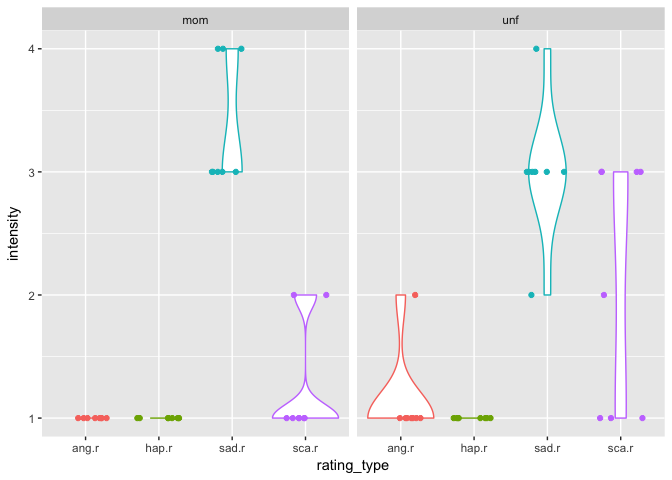 mom unf
4
3
2
1
intensity
ang.r hap.r sad.r sca.r ang.r hap.r sad.r sca.r
rating_type